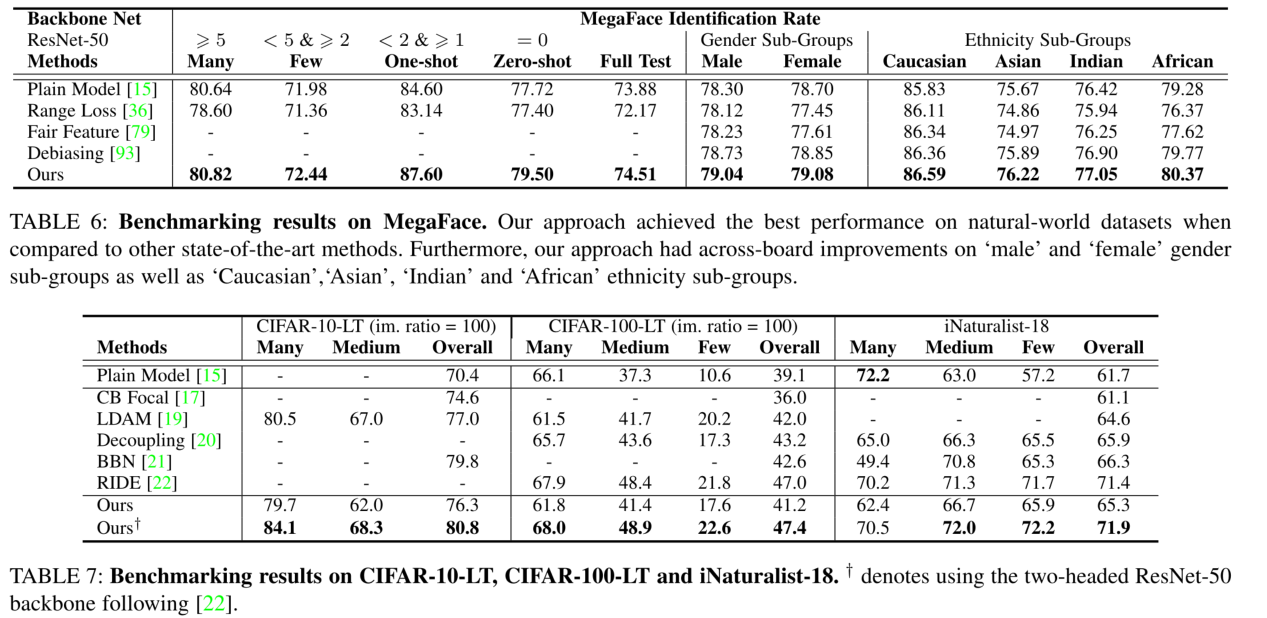 Backbone Net MegaFace Identification Rate
ResNet-50 ⩾ 5 < 5 & ⩾ 2 < 2 & ⩾ 1 = 0 Gender Sub-Groups Ethnicity Sub-Groups
Methods Many Few One-shot Zero-shot Full Test Male Female Caucasian Asian Indian African
Plain Model [15] 80.64 71.98 84.60 77.72 73.88 78.30 78.70 85.83 75.67 76.42 79.28
Range Loss [36] 78.60 71.36 83.14 77.40 72.17 78.12 77.45 86.11 74.86 75.94 76.37
Fair Feature [79] - - - - - 78.23 77.61 86.34 74.97 76.25 77.62
Debiasing [93] - - - - - 78.73 78.85 86.36 75.89 76.90 79.77
Ours 80.82 72.44 87.60 79.50 74.51 79.04 79.08 86.59 76.22 77.05 80.37
TABLE 6: Benchmarking results on MegaFace. Our approach achieved the best performance on natural-world datasets when
compared to other state-of-the-art methods. Furthermore, our approach had across-board improvements on ‘male’ and ‘female’ gender
sub-groups as well as ‘Caucasian’,‘Asian’, ‘Indian’ and ‘African’ ethnicity sub-groups.
CIFAR-10-LT (im. ratio = 100) CIFAR-100-LT (im. ratio = 100) iNaturalist-18
Methods Many Medium Overall Many Medium Few Overall Many Medium Few Overall
Plain Model [15] - - 70.4 66.1 37.3 10.6 39.1 72.2 63.0 57.2 61.7
CB Focal [17] - - 74.6 - - - 36.0 - - - 61.1
LDAM [19] 80.5 67.0 77.0 61.5 41.7 20.2 42.0 - - - 64.6
Decoupling [20] - - - 65.7 43.6 17.3 43.2 65.0 66.3 65.5 65.9
BBN [21] - - 79.8 - - - 42.6 49.4 70.8 65.3 66.3
RIDE [22] - - - 67.9 48.4 21.8 47.0 70.2 71.3 71.7 71.4
Ours 79.7 62.0 76.3 61.8 41.4 17.6 41.2 62.4 66.7 65.9 65.3
Ours† 84.1 68.3 80.8 68.0 48.9 22.6 47.4 70.5 72.0 72.2 71.9
TABLE 7: Benchmarking results on CIFAR-10-LT, CIFAR-100-LT and iNaturalist-18. † denotes using the two-headed ResNet-50
backbone following [22].